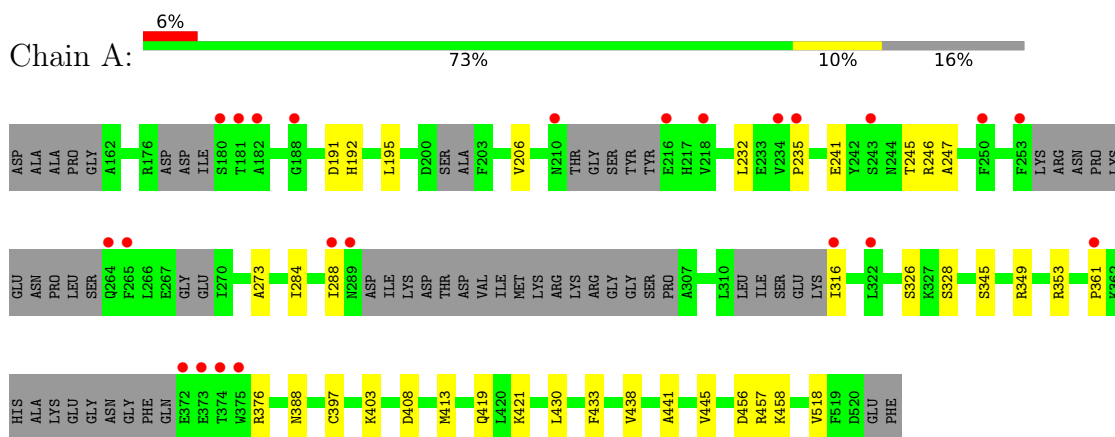 6%
Chain A:
73% 10% 16%
ASP ALA ALA PRO GLY A162 R176 ASP ASP ILE S180 T181 A182 G188 D191 H192 L195 D200 SER ALA F203 V206 N210 THR GLY SER TYR TYR E216 H217 V218 L232 E233 V234 P235 E241 Y242 S243 N244 T245 R246 A247 F250 F253 LYS ARG ASN PRO LYS
GLU ASN PRO LEU SER Q264 F265 L266 E267 GLY GLU I270 A273 I284 I288 N289 ASP ILE LYS ASP THR ASP VAL ILE MET LYS ARG LYS ARG GLY GLY SER PRO A307 L310 LEU ILE SER GLU LYS I316 L322 S326 K327 S328 S345 R349 R353 P361 K362
HIS ALA LYS GLU GLY ASN GLY PHE GLN E372 E373 T374 W375 R376 N388 C397 K403 D408 M413 Q419 L420 K421 L430 F433 V438 A441 V445 D456 R457 K458 V518 F519 D520 GLU PHE